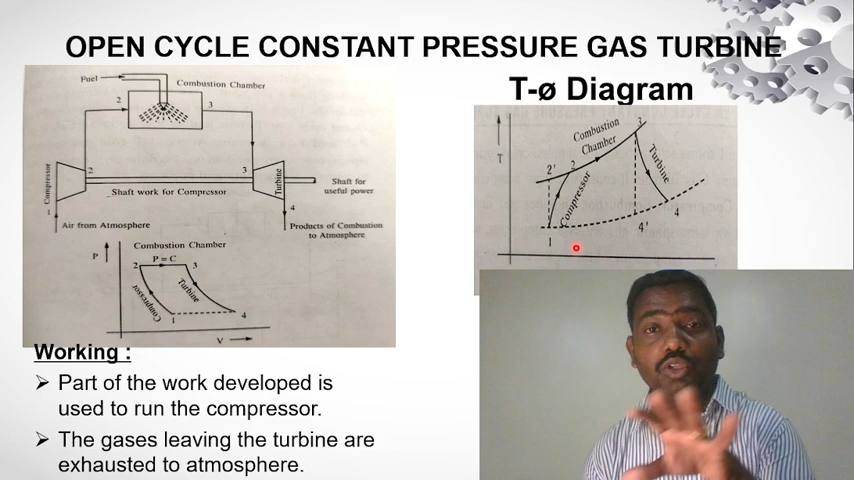 OPEN CYCLE CONSTANT PRESSURE GAS TURBINE
T-ø Diagram
Fuel
Combustion Chamber
2
3
Compressor
2
3
Turbine
Shaft work for Compressor
Shaft for
useful power
1
4
Air from Atmosphere
Products of Combustion
to Atmosphere
Combustion Chamber
P
P = C
2
3
Compressor
Turbine
1
4
V
T
Combustion
Chamber
3
2'
2
Turbine
Compressor
4
4'
1
Working :
➢ Part of the work developed is
used to run the compressor.
➢ The gases leaving the turbine are
exhausted to atmosphere.